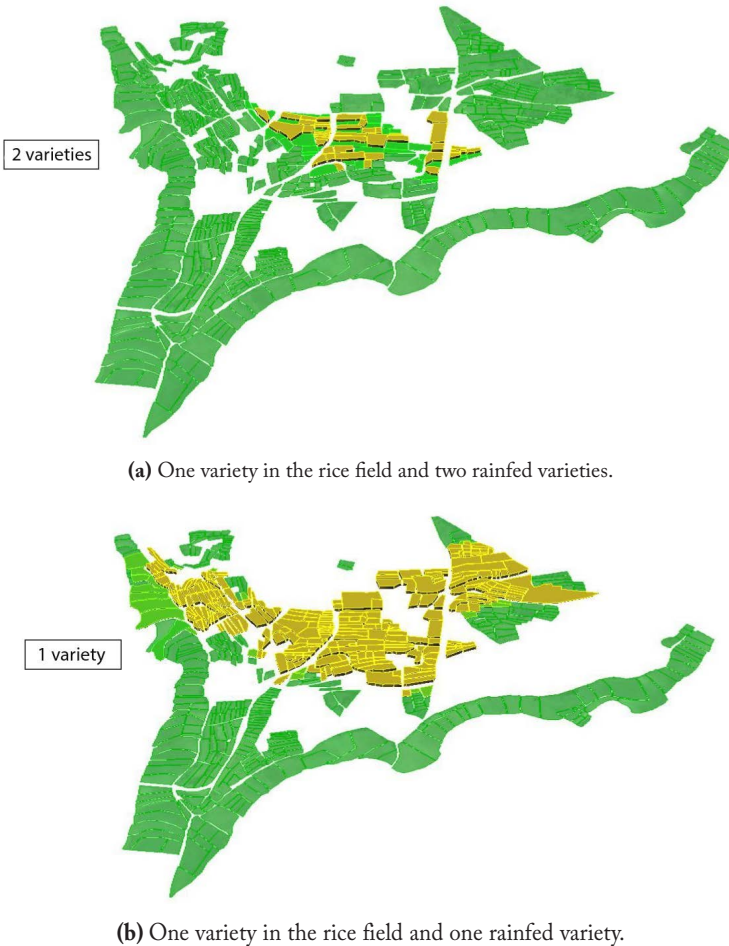 2 varieties
(a) One variety in the rice field and two rainfed varieties.
1 variety
(b) One variety in the rice field and one rainfed variety.